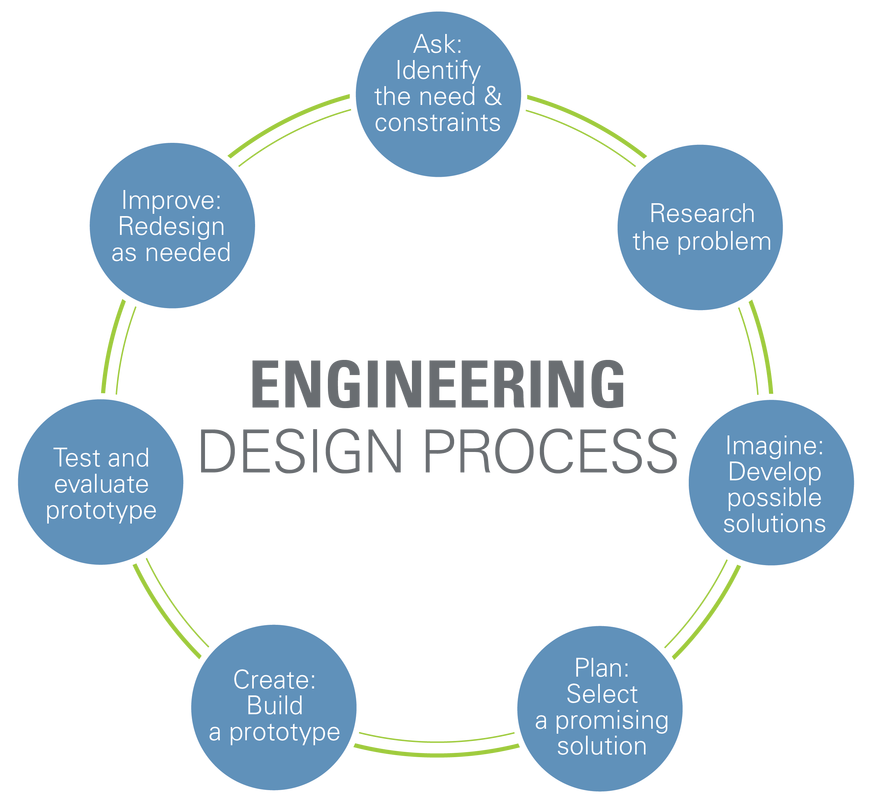 Ask:
Identify
the need &
constraints
Research
the problem
Imagine:
Develop
possible
solutions
Plan:
Select
a promising
solution
Create:
Build
a prototype
Test and
evaluate
prototype
Improve:
Redesign
as needed
ENGINEERING
DESIGN PROCESS